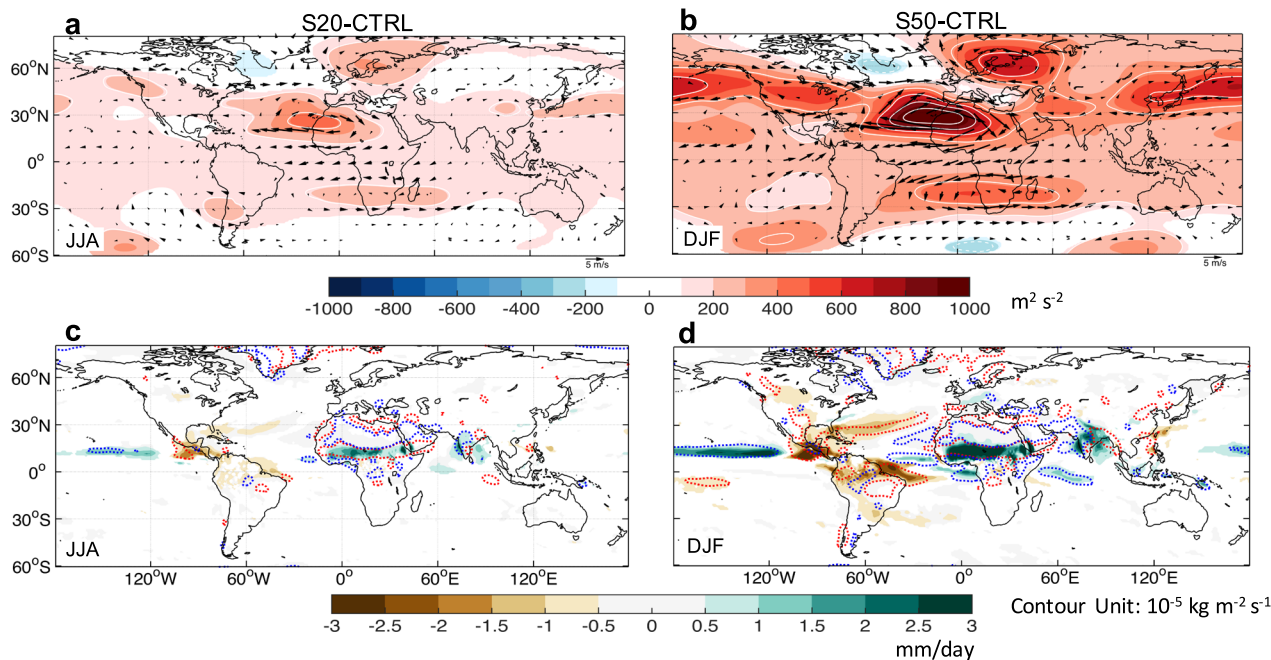 a S20-CTRL
b S50-CTRL
60°N
30°N
0°
30°S
60°S
JJA
DJF
5 m/s
5 m/s
-1000 -800 -600 -400 -200 0 200 400 600 800 1000
m² s⁻²
c
d
60°N
30°N
0°
30°S
60°S
JJA
DJF
120°W 60°W 0° 60°E 120°E
120°W 60°W 0° 60°E 120°E
-3 -2.5 -2 -1.5 -1 -0.5 0 0.5 1 1.5 2 2.5 3
Contour Unit: 10⁻⁵ kg m⁻² s⁻¹
mm/day